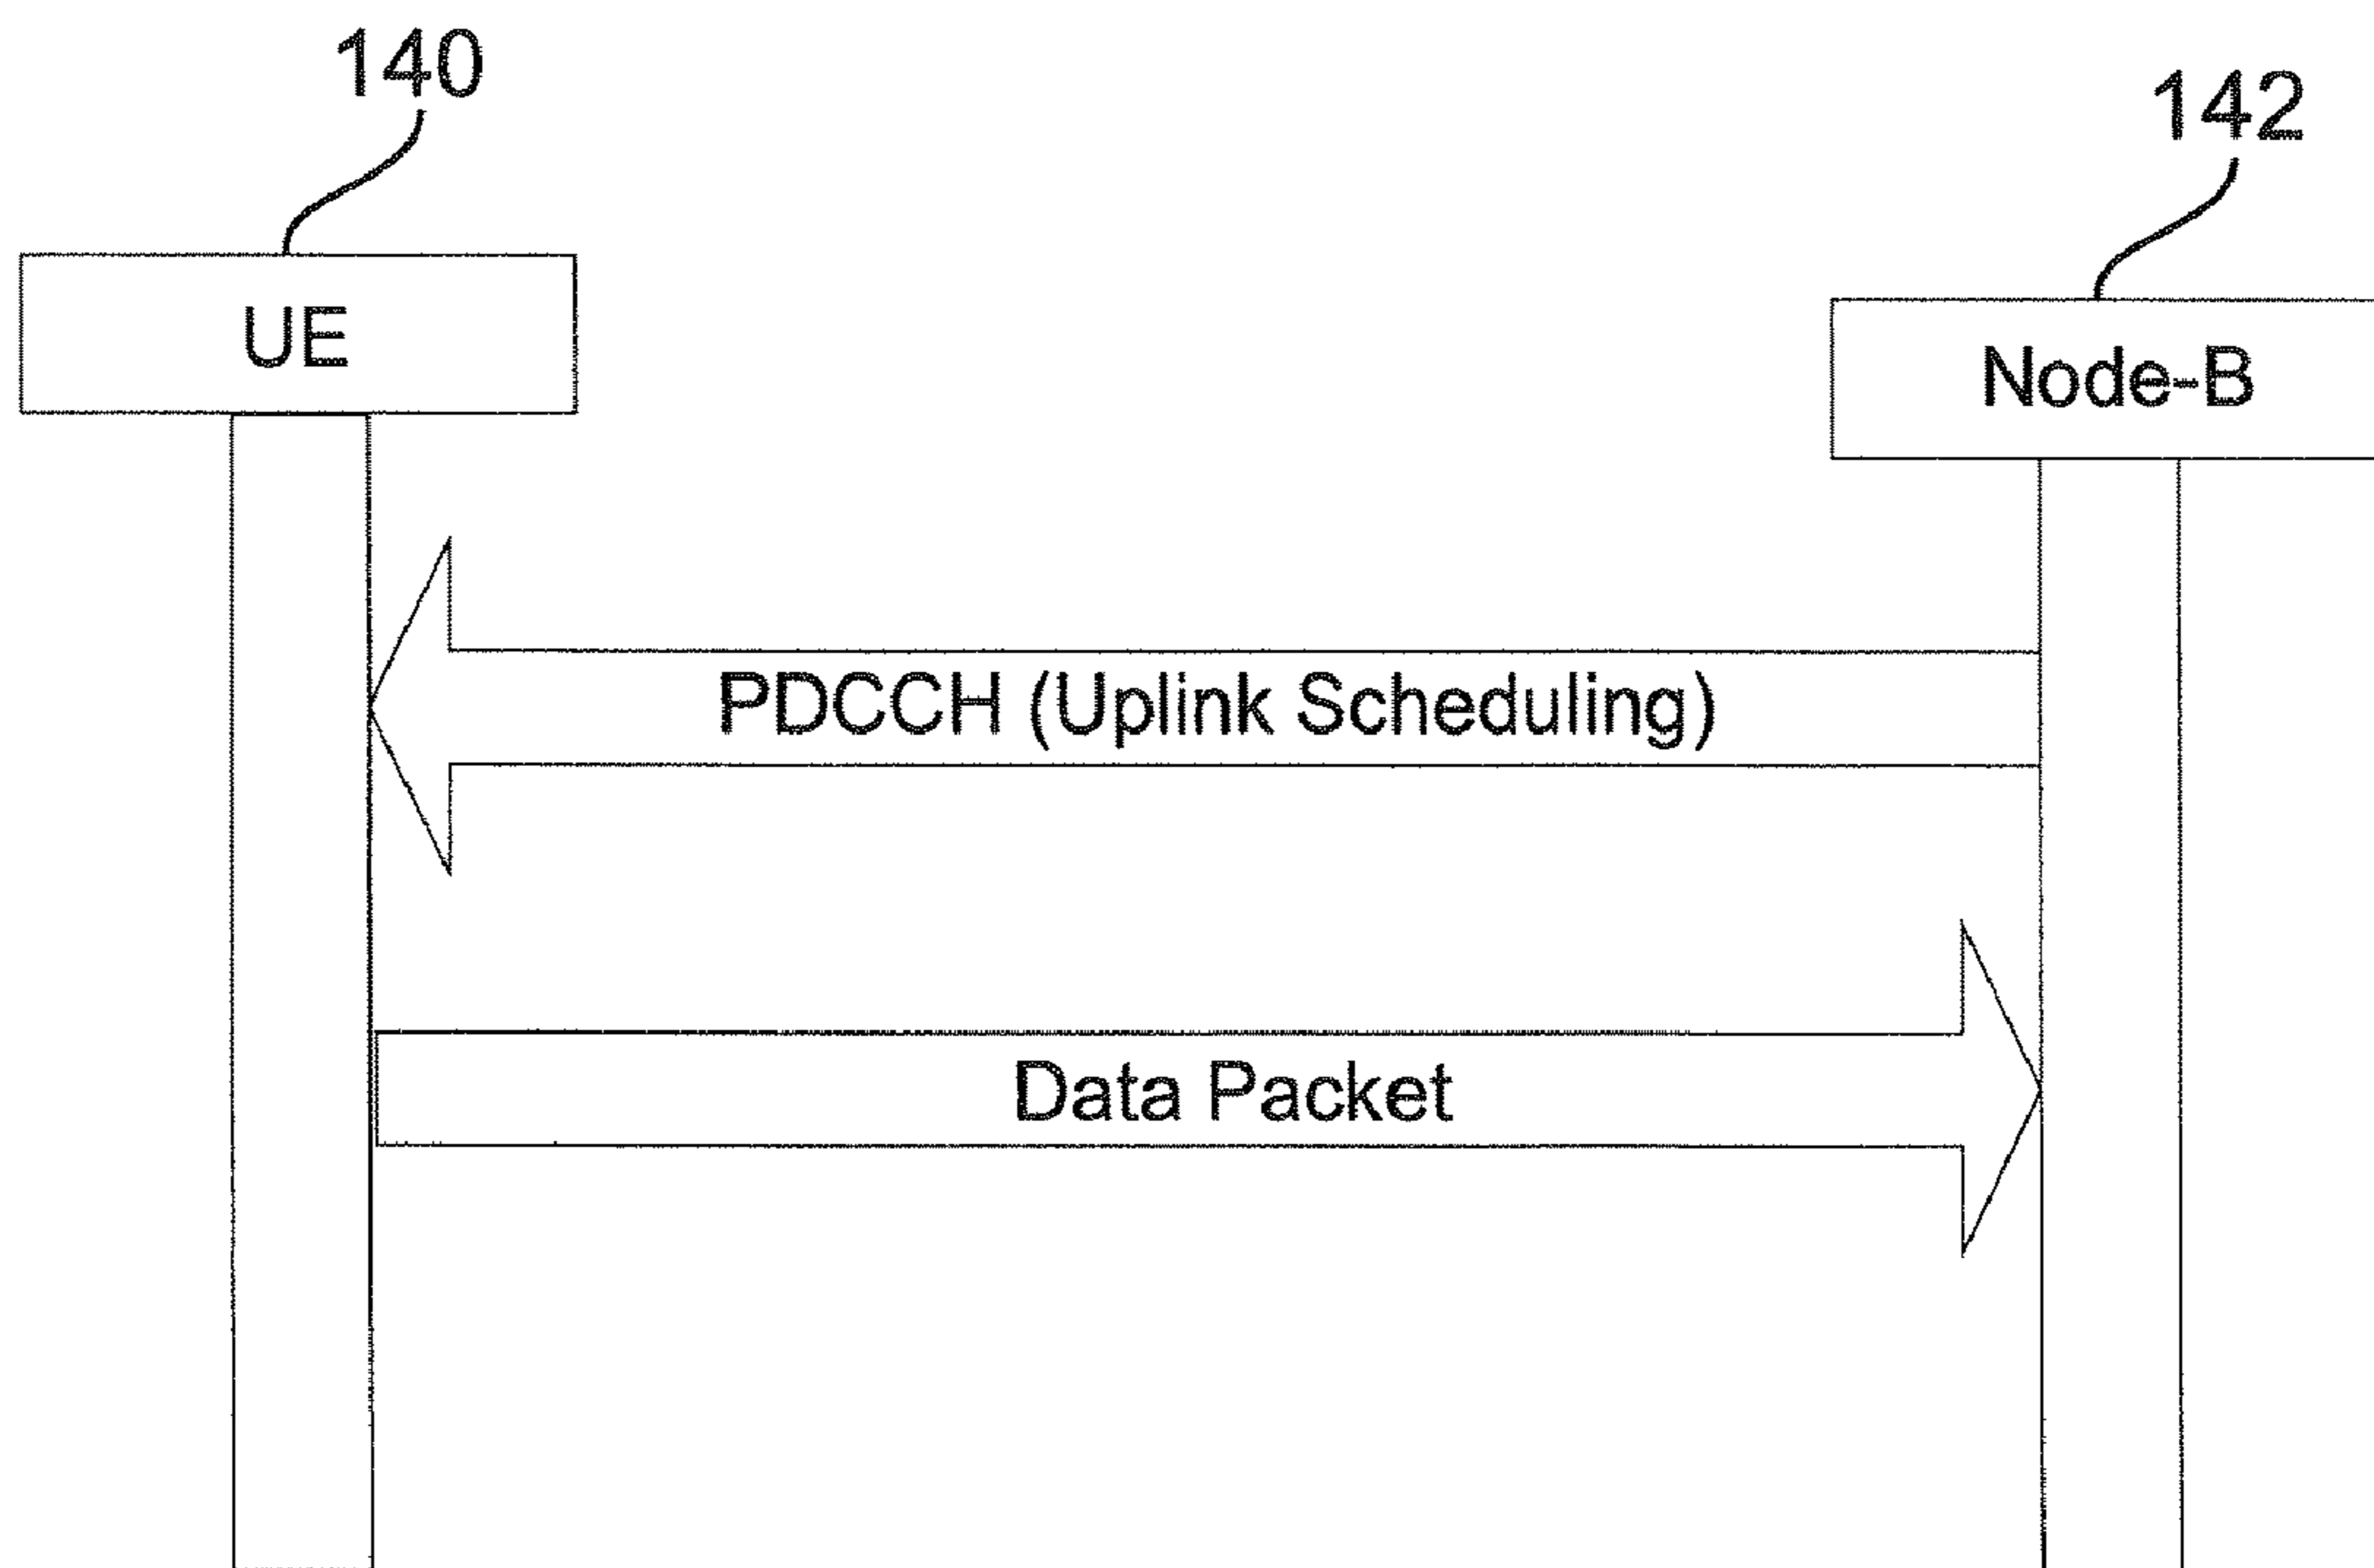 140
142
UE
Node-B
PDCCH (Uplink Scheduling)
Data Packet